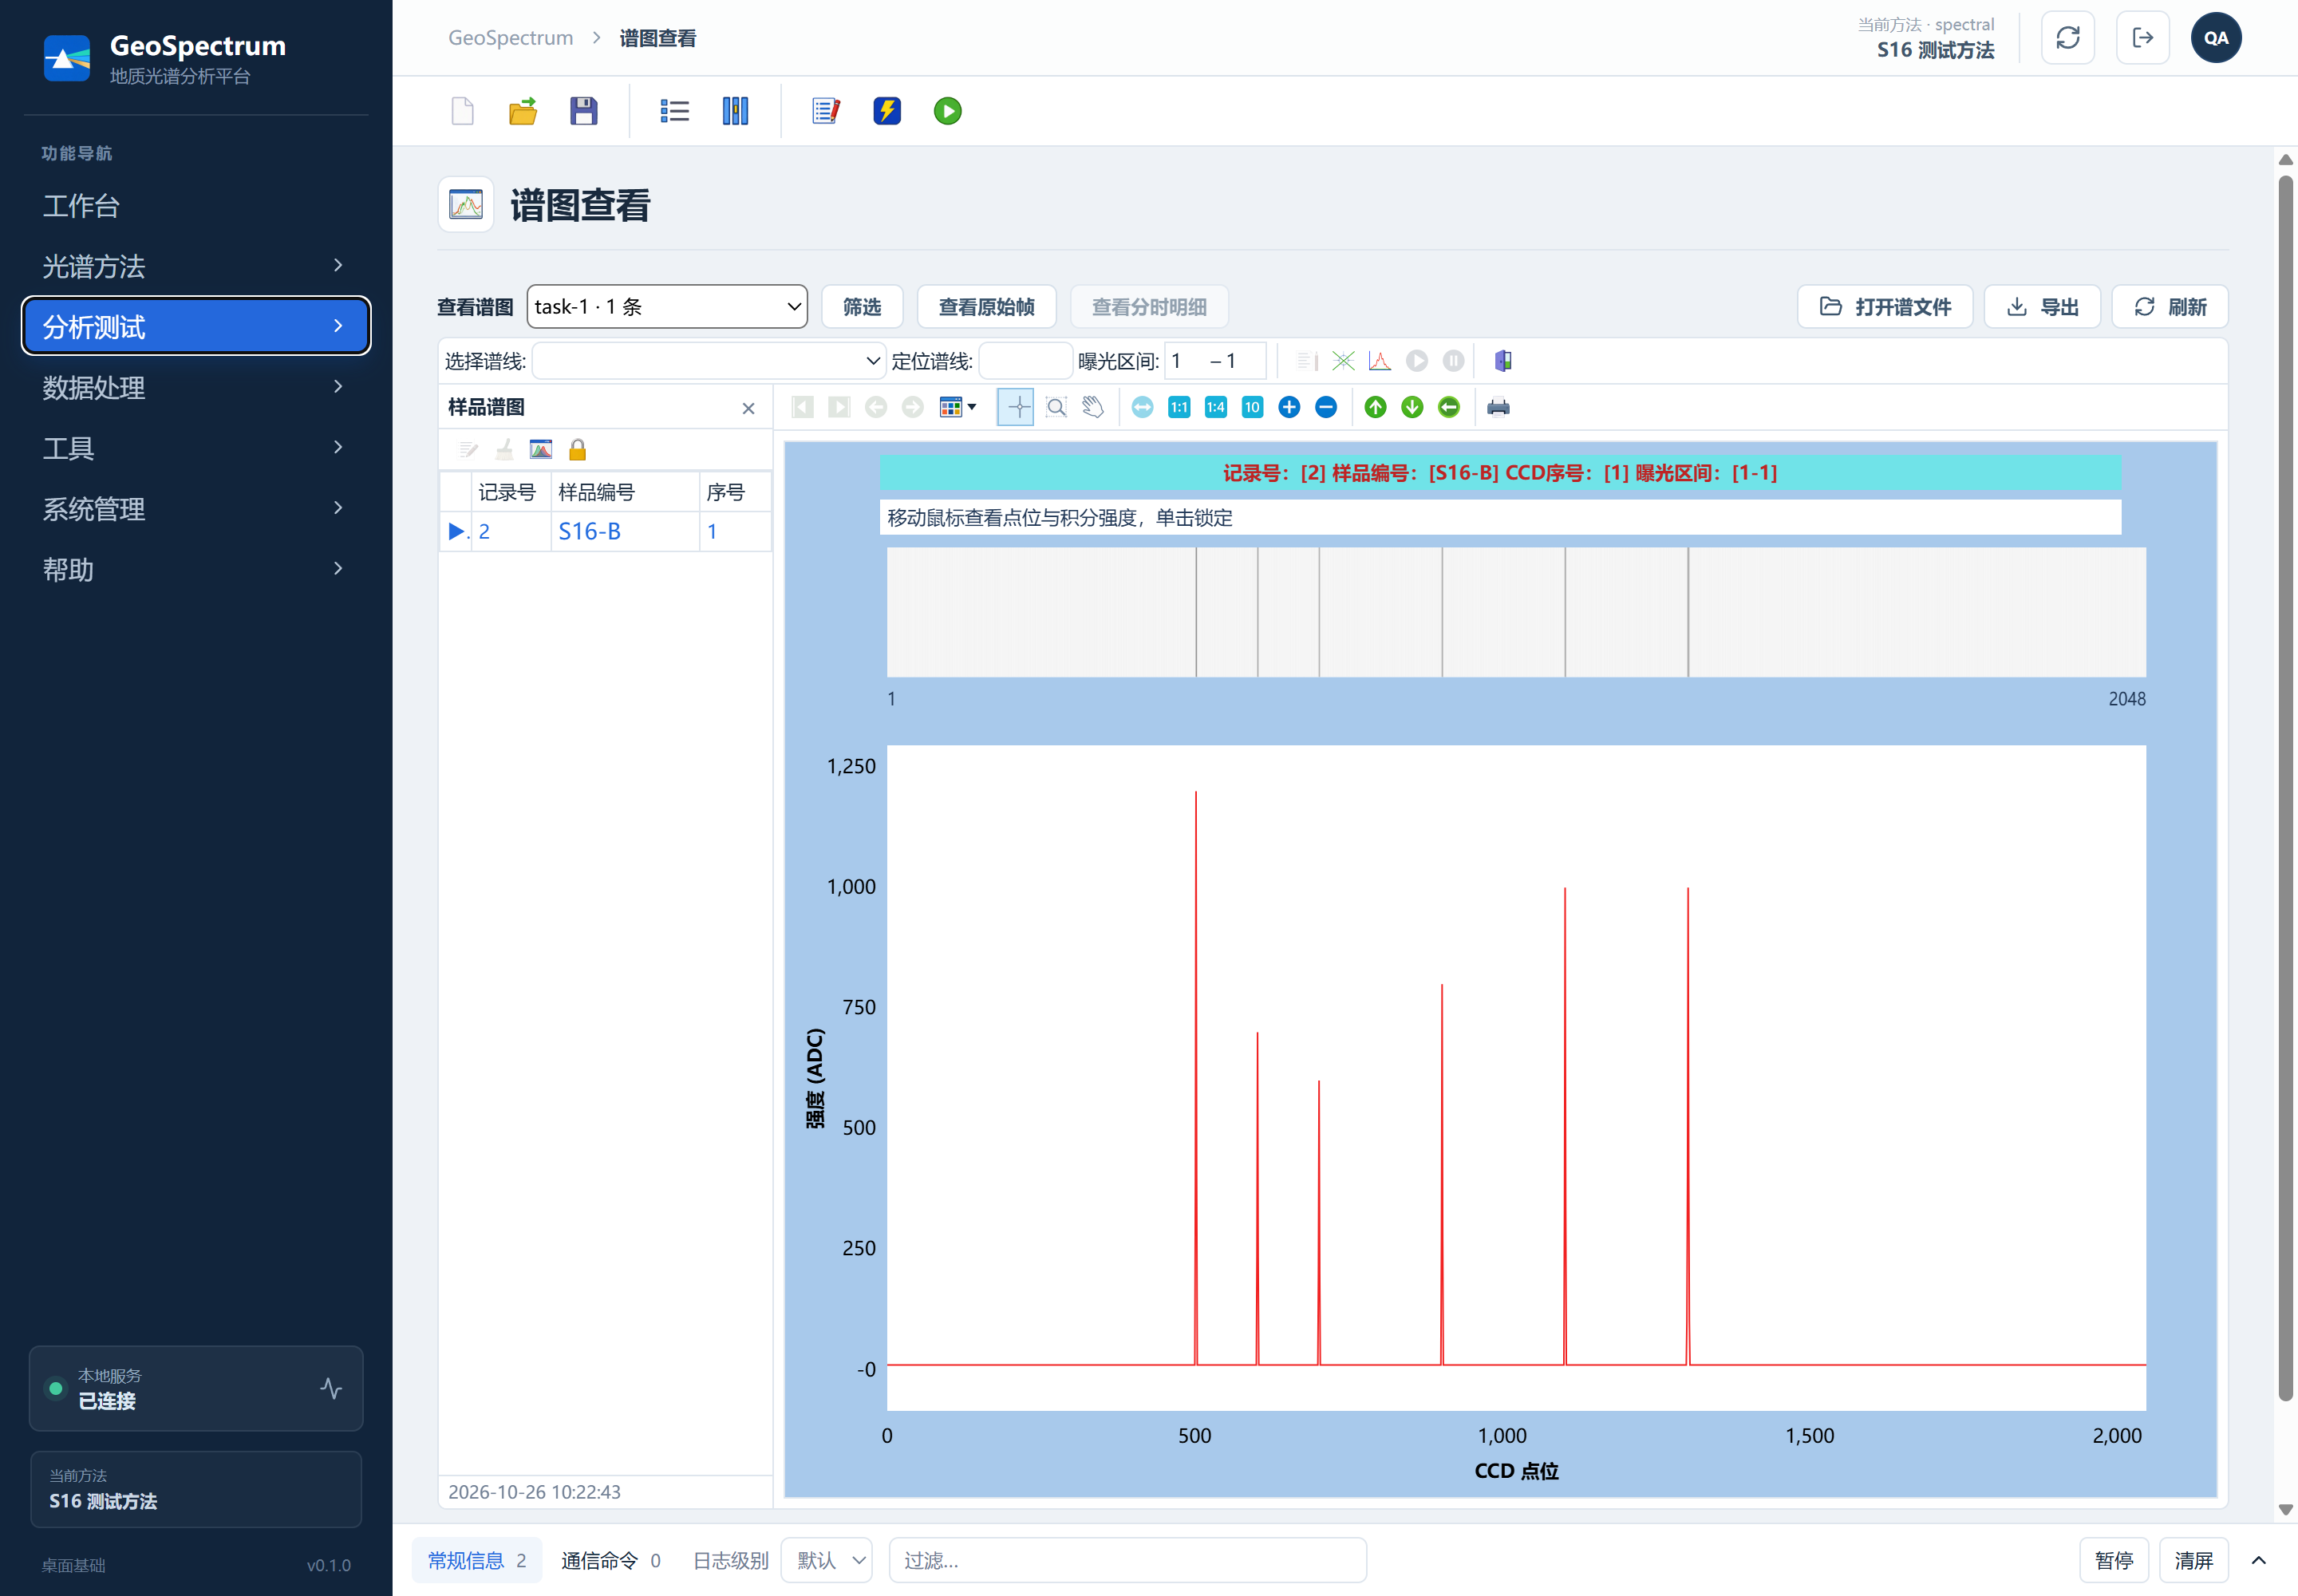 GeoSpectrum
地质光谱分析平台
功能导航
工作台
光谱方法
分析测试
数据处理
工具
系统管理
帮助
本地服务
已连接
当前方法
S16 测试方法
桌面基础 v0.1.0
GeoSpectrum > 谱图查看
当前方法 · spectral
S16 测试方法
QA
谱图查看
查看谱图 task-1 · 1 条 筛选 查看原始帧 查看分时明细 打开谱文件 导出 刷新
选择谱线: 定位谱线: 曝光区间: 1 – 1
样品谱图
1:1 1:4 10
记录号 样品编号 序号
2 S16-B 1
2026-10-26 10:22:43
记录号：[2] 样品编号：[S16-B] CCD序号：[1] 曝光区间：[1-1]
移动鼠标查看点位与积分强度，单击锁定
1 2048
1,250
1,000
750
500
250
-0
强度 (ADC)
0 500 1,000 1,500 2,000
CCD 点位
常规信息 2 通信命令 0 日志级别 默认 过滤... 暂停 清屏